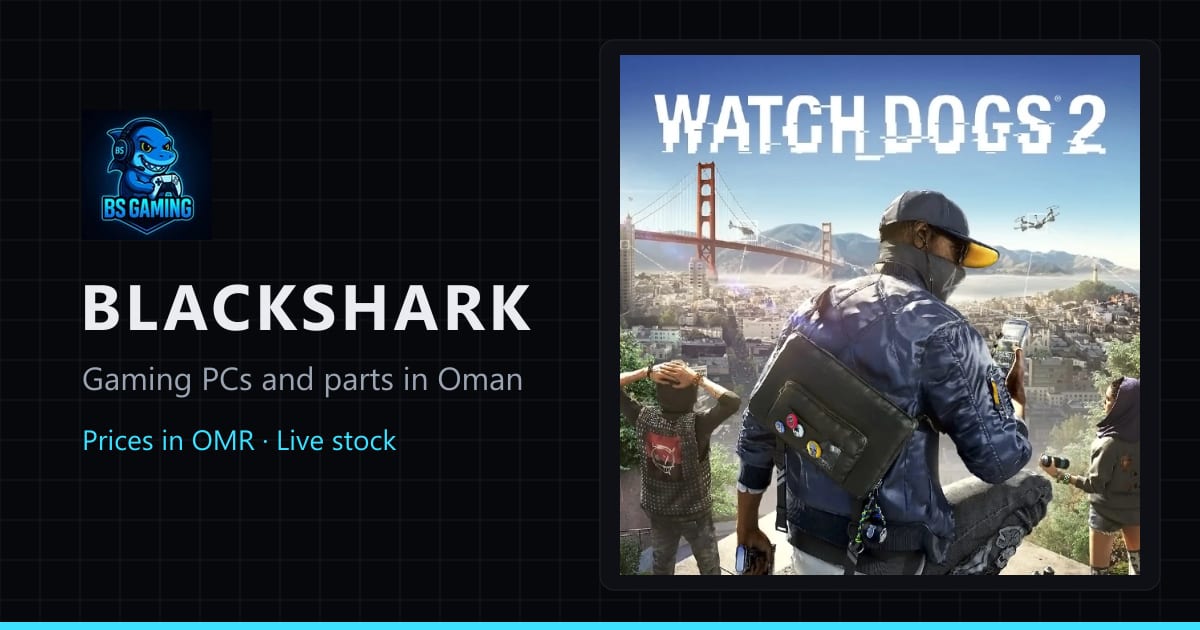 BS
BS GAMING
BLACKSHARK
Gaming PCs and parts in Oman
Prices in OMR · Live stock
WATCH_DOGS® 2